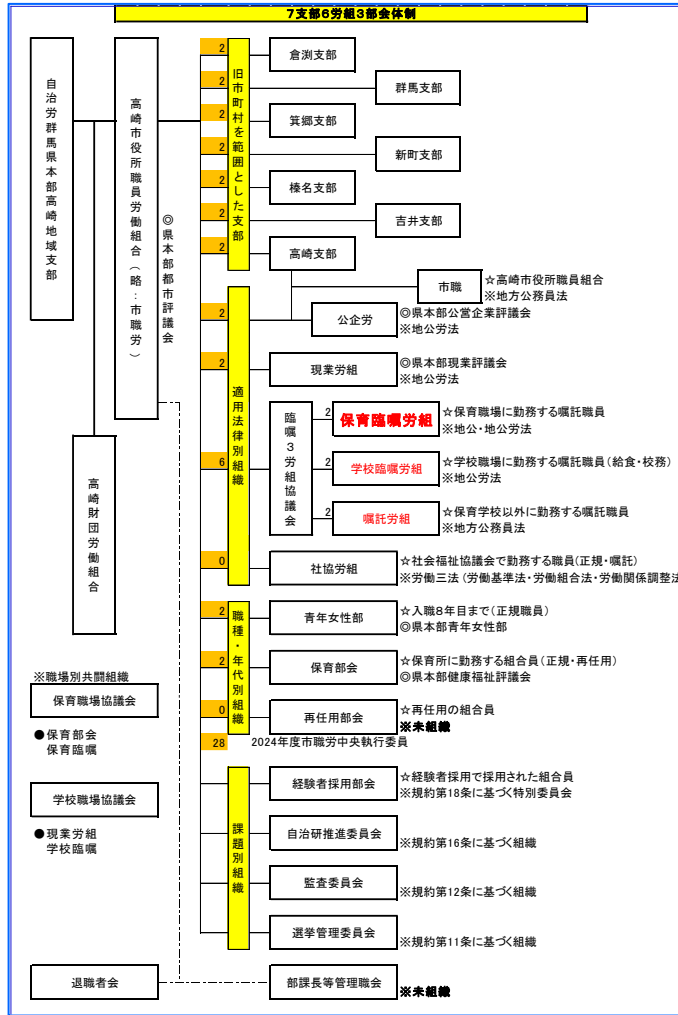 7支部6労組3部会体制
自治労群馬県本部高崎地域支部
高崎市役所職員労働組合（略：市職労）
◎県本部都市評議会
高崎財団労働組合
旧市町村を範囲とした支部
2
倉渕支部
2
群馬支部
2
箕郷支部
2
新町支部
2
榛名支部
2
吉井支部
2
高崎支部
市職
☆高崎市役所職員組合
※地方公務員法
適用法律別組織
2
公企労
◎県本部公営企業評議会
※地公労法
2
現業労組
◎県本部現業評議会
※地公労法
6
臨嘱3労組協議会
2
保育臨嘱労組
☆保育職場に勤務する嘱託職員
※地公・地公労法
2
学校臨嘱労組
☆学校職場に勤務する嘱託職員（給食・校務）
※地公労法
2
嘱託労組
☆保育学校以外に勤務する嘱託職員
※地方公務員法
0
社協労組
☆社会福祉協議会で勤務する職員(正規・嘱託)
※労働三法（労働基準法・労働組合法・労働関係調整法
職種・年代別組織
2
青年女性部
☆入職8年目まで（正規職員）
◎県本部青年女性部
2
保育部会
☆保育所に勤務する組合員（正規・再任用）
◎県本部健康福祉評議会
0
再任用部会
☆再任用の組合員
※未組織
28
2024年度市職労中央執行委員
※職場別共闘組織
保育職場協議会
●保育部会
保育臨嘱
学校職場協議会
●現業労組
学校臨嘱
課題別組織
経験者採用部会
☆経験者採用で採用された組合員
※規約第18条に基づく特別委員会
自治研推進委員会
※規約第16条に基づく組織
監査委員会
※規約第12条に基づく組織
選挙管理委員会
※規約第11条に基づく組織
退職者会
部課長等管理職会
※未組織